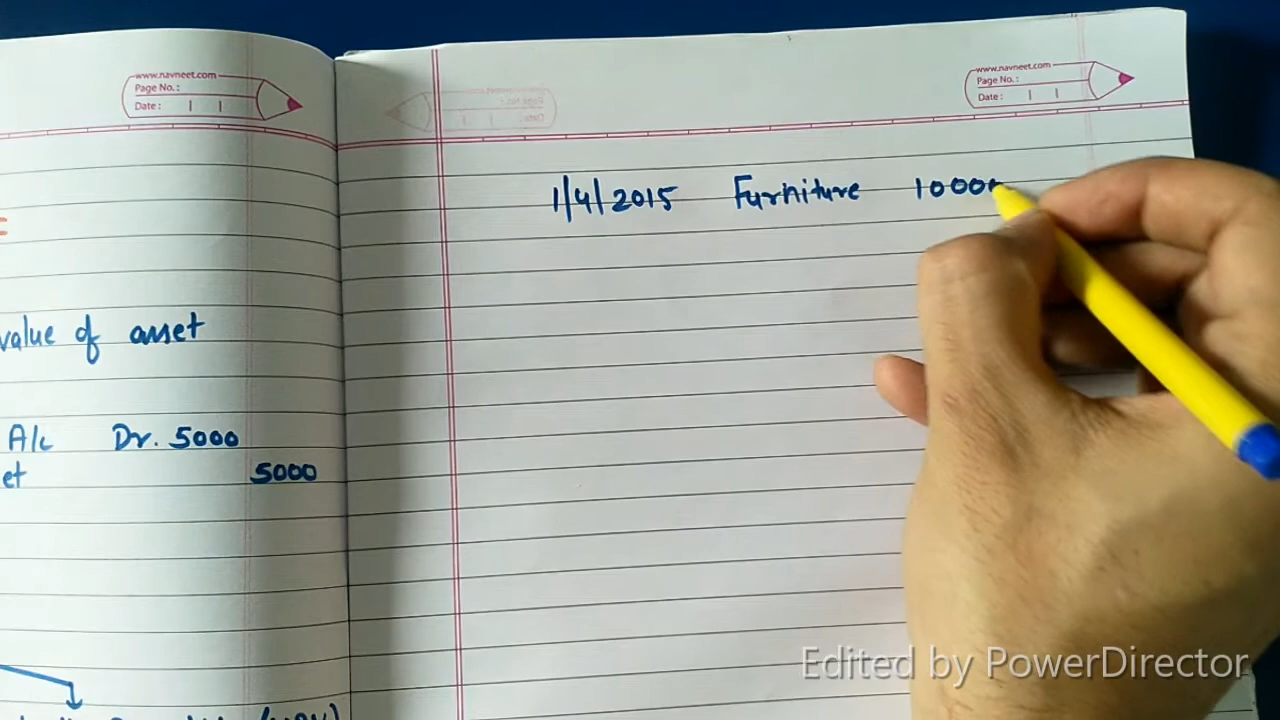 www.navneet.com
Page No. :
Date :
value of asset
A/c Dr. 5000
et 5000
www.navneet.com
Page No. :
Date :
1/4/2015 Furniture 10000
Edited by PowerDirector